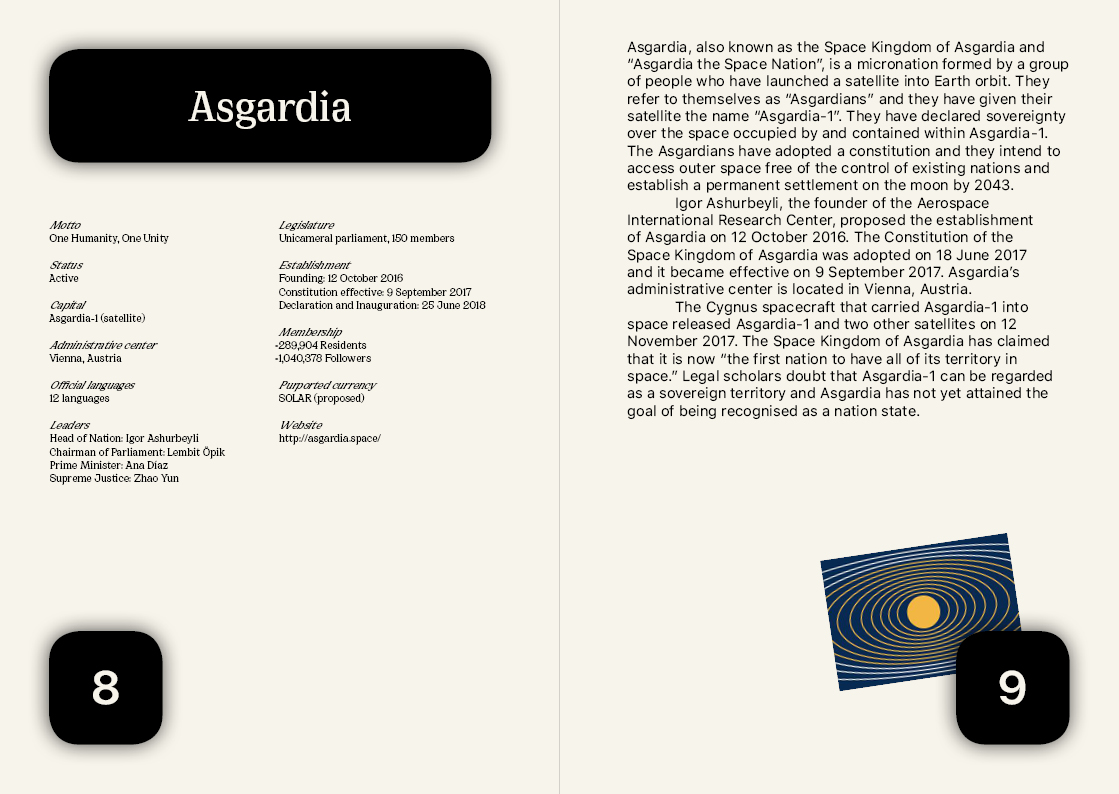 Asgardia
Motto
One Humanity, One Unity
Status
Active
Capital
Asgardia-1 (satellite)
Administrative center
Vienna, Austria
Official languages
12 languages
Leaders
Head of Nation: Igor Ashurbeyli
Chairman of Parliament: Lembit Öpik
Prime Minister: Ana Díaz
Supreme Justice: Zhao Yun
Legislature
Unicameral parliament, 150 members
Establishment
Founding: 12 October 2016
Constitution effective: 9 September 2017
Declaration and Inauguration: 25 June 2018
Membership
•289,904 Residents
•1,040,378 Followers
Purported currency
SOLAR (proposed)
Website
http://asgardia.space/
8
Asgardia, also known as the Space Kingdom of Asgardia and
“Asgardia the Space Nation”, is a micronation formed by a group
of people who have launched a satellite into Earth orbit. They
refer to themselves as “Asgardians” and they have given their
satellite the name “Asgardia-1”. They have declared sovereignty
over the space occupied by and contained within Asgardia-1.
The Asgardians have adopted a constitution and they intend to
access outer space free of the control of existing nations and
establish a permanent settlement on the moon by 2043.
Igor Ashurbeyli, the founder of the Aerospace
International Research Center, proposed the establishment
of Asgardia on 12 October 2016. The Constitution of the
Space Kingdom of Asgardia was adopted on 18 June 2017
and it became effective on 9 September 2017. Asgardia’s
administrative center is located in Vienna, Austria.
The Cygnus spacecraft that carried Asgardia-1 into
space released Asgardia-1 and two other satellites on 12
November 2017. The Space Kingdom of Asgardia has claimed
that it is now “the first nation to have all of its territory in
space.” Legal scholars doubt that Asgardia-1 can be regarded
as a sovereign territory and Asgardia has not yet attained the
goal of being recognised as a nation state.
9